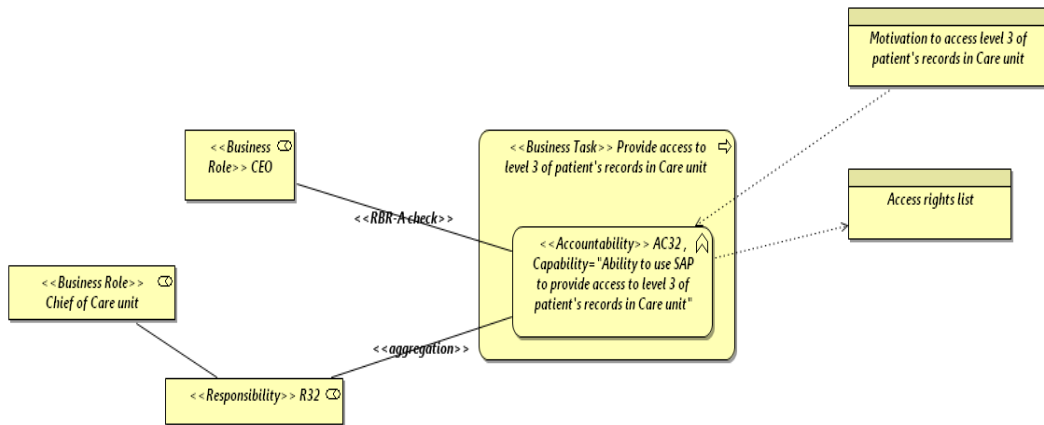 Motivation to access level 3 of
patient's records in Care unit
<<Business
Role>> CEO
<<Business Task>> Provide access to
level 3 of patient's records in Care unit
Access rights list
<<RBR-A check>>
<<Accountability>> AC32 ,
Capability="Ability to use SAP
to provide access to level 3 of
patient's records in Care unit"
<<Business Role>>
Chief of Care unit
<<aggregation>>
<<Responsibility>> R32